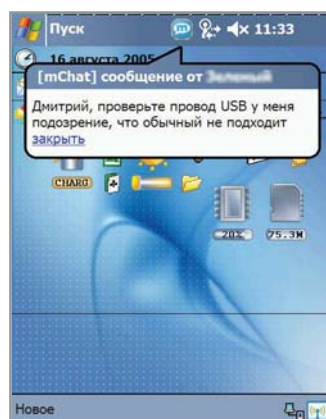 Пуск
11:33
16 августа 2005
[mChat] сообщение от
Дмитрий, проверьте провод USB у меня
подозрение, что обычный не подходит
закрыть
CHARG
20%
75.3M
Новое